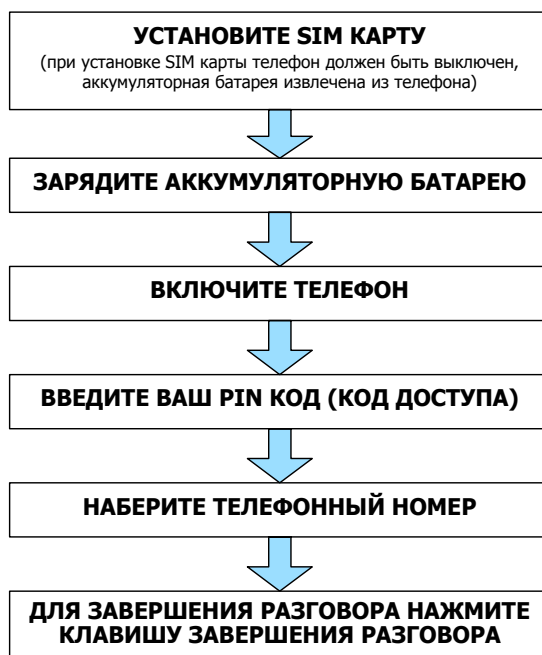 УСТАНОВИТЕ SIM КАРТУ
(при установке SIM карты телефон должен быть выключен,
аккумуляторная батарея извлечена из телефона)
ЗАРЯДИТЕ АККУМУЛЯТОРНУЮ БАТАРЕЮ
ВКЛЮЧИТЕ ТЕЛЕФОН
ВВЕДИТЕ ВАШ PIN КОД (КОД ДОСТУПА)
НАБЕРИТЕ ТЕЛЕФОННЫЙ НОМЕР
ДЛЯ ЗАВЕРШЕНИЯ РАЗГОВОРА НАЖМИТЕ
КЛАВИШУ ЗАВЕРШЕНИЯ РАЗГОВОРА